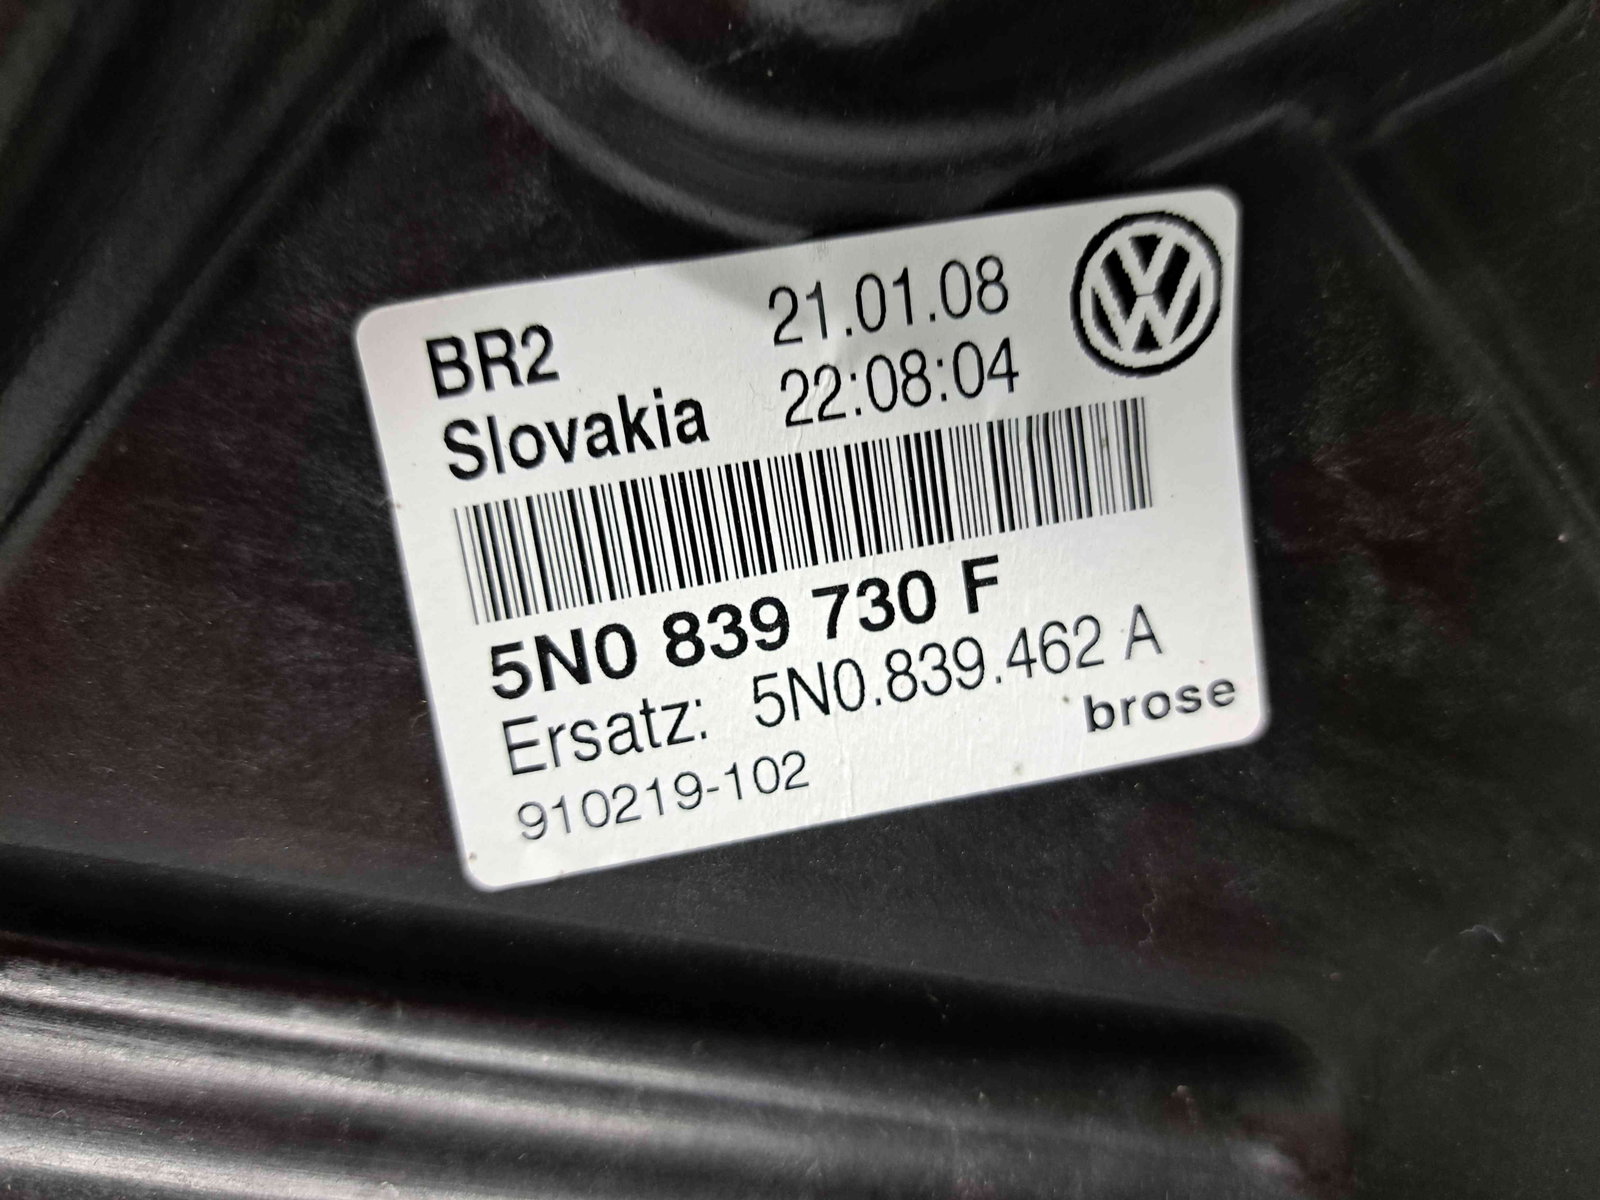 BR2 21.01.08
Slovakia 22:08:04
5N0 839 730 F
Ersatz: 5N0.839.462 A
brose
910219-102